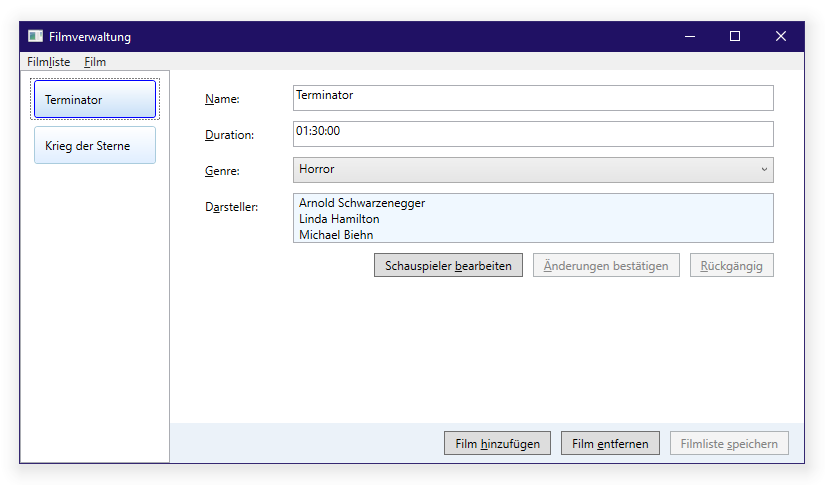 Filmverwaltung
Filmliste Film
Terminator
Krieg der Sterne
Name: Terminator
Duration: 01:30:00
Genre: Horror
Darsteller: Arnold Schwarzenegger
Linda Hamilton
Michael Biehn
Schauspieler bearbeiten Änderungen bestätigen Rückgängig
Film hinzufügen Film entfernen Filmliste speichern